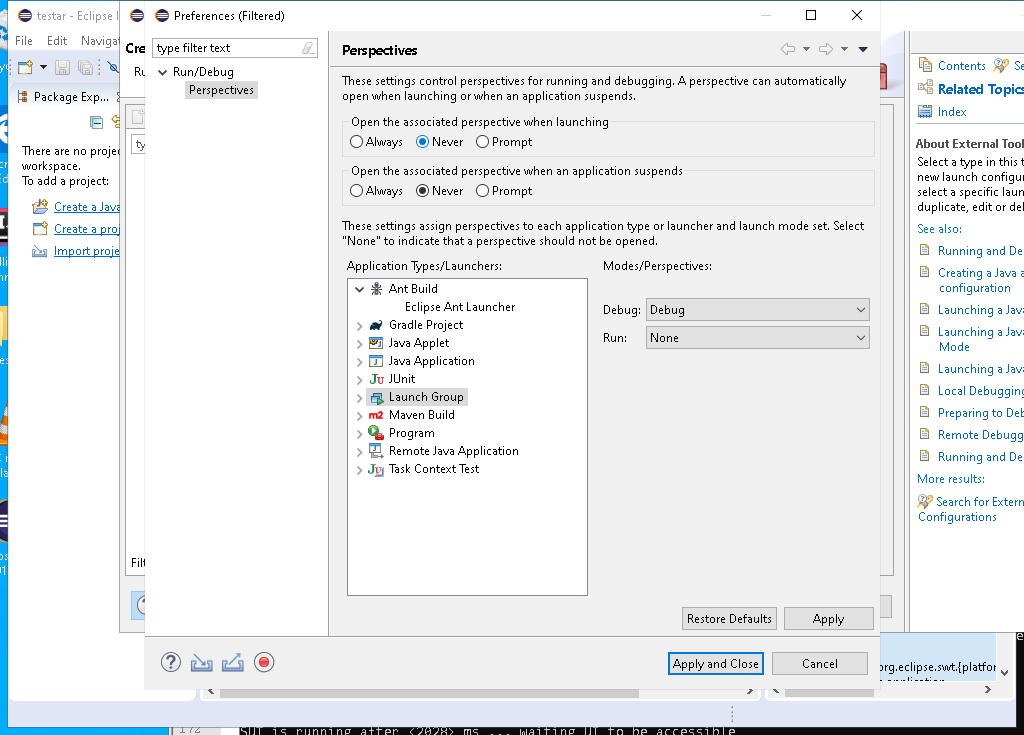 testar - Eclipse I
File Edit Navigat
Package Exp...
There are no projec
workspace.
To add a project:
Create a Java
Create a proj
Import proje
Cre
Ru
ty
Filt
Preferences (Filtered)
type filter text
Run/Debug
Perspectives
Perspectives
These settings control perspectives for running and debugging. A perspective can automatically
open when launching or when an application suspends.
Open the associated perspective when launching
Always Never Prompt
Open the associated perspective when an application suspends
Always Never Prompt
These settings assign perspectives to each application type or launcher and launch mode set. Select
"None" to indicate that a perspective should not be opened.
Application Types/Launchers:
Ant Build
Eclipse Ant Launcher
Gradle Project
Java Applet
Java Application
JUnit
Launch Group
Maven Build
Program
Remote Java Application
Task Context Test
Modes/Perspectives:
Debug: Debug
Run: None
Restore Defaults Apply
Apply and Close Cancel
Contents Se
Related Topics
Index
About External Tool
Select a type in this t
new launch configur
select a specific laun
duplicate, edit or del
See also:
Running and De
Creating a Java a
configuration
Launching a Java
Launching a Java
Mode
Launching a Java
Local Debugging
Preparing to Deb
Remote Debugg
Running and De
More results:
Search for Extern
Configurations
org.eclipse.swt.{platfor
application
172
SUT is running after <2028> ms ... waiting UI to be accessible